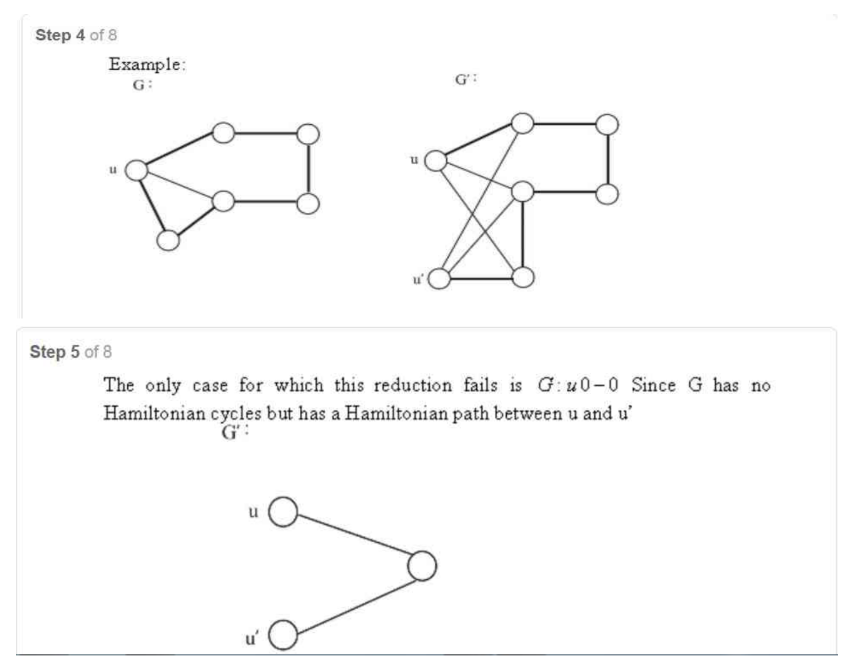 Step 4 of 8
Example:
G:
G':
u
u
u'
Step 5 of 8
The only case for which this reduction fails is G:u0-0 Since G has no
Hamiltonian cycles but has a Hamiltonian path between u and u'
G':
u
u'